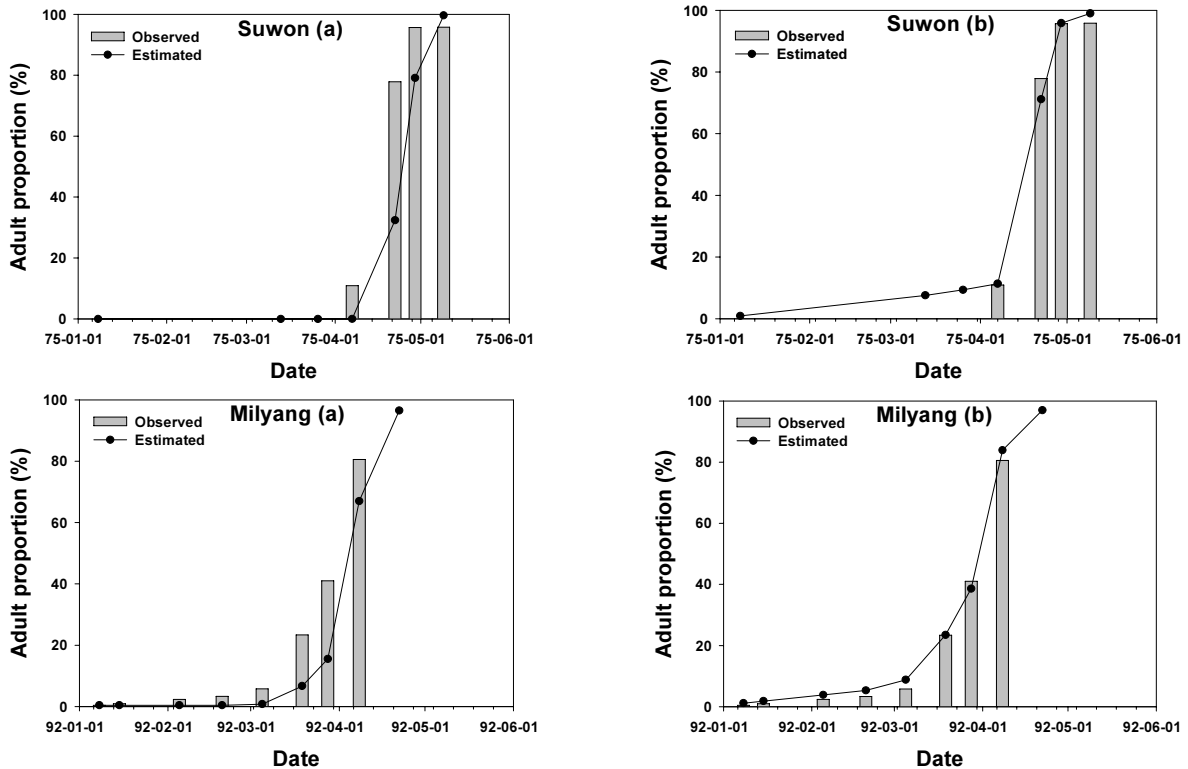 Suwon (a)
Observed
Estimated
Adult proportion (%)
100
80
60
40
20
0
75-01-01 75-02-01 75-03-01 75-04-01 75-05-01 75-06-01
Date
Suwon (b)
Observed
Estimated
Adult proportion (%)
100
80
60
40
20
0
75-01-01 75-02-01 75-03-01 75-04-01 75-05-01 75-06-01
Date
Milyang (a)
Observed
Estimated
Adult proportion (%)
100
80
60
40
20
0
92-01-01 92-02-01 92-03-01 92-04-01 92-05-01 92-06-01
Date
Milyang (b)
Observed
Estimated
Adult proportion (%)
100
80
60
40
20
0
92-01-01 92-02-01 92-03-01 92-04-01 92-05-01 92-06-01
Date